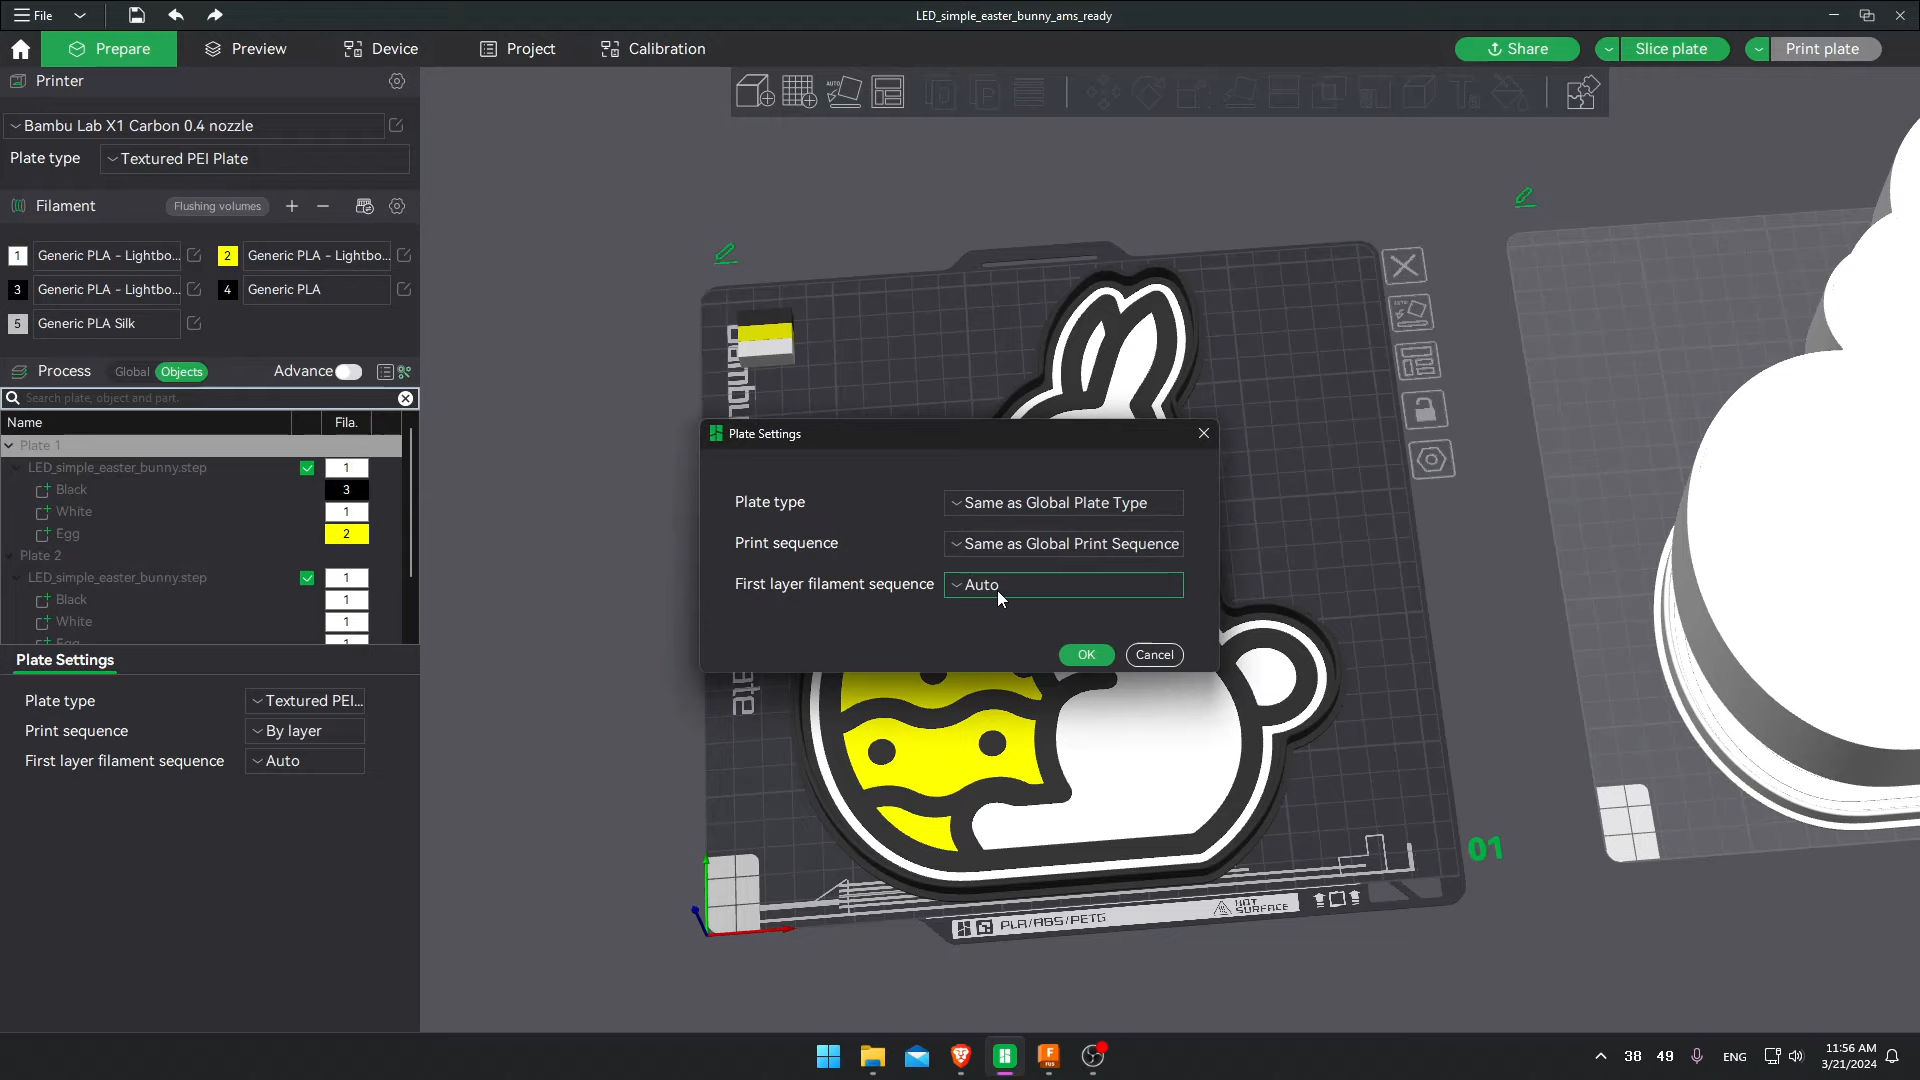 File
LED_simple_easter_bunny_ams_ready
Prepare
Preview
Device
Project
Calibration
Share
Slice plate
Print plate
Printer
Bambu Lab X1 Carbon 0.4 nozzle
Plate type
Textured PEI Plate
Filament
Flushing volumes
1 Generic PLA - Lightbo...
2 Generic PLA - Lightbo...
3 Generic PLA - Lightbo...
4 Generic PLA
5 Generic PLA Silk
Process
Global
Objects
Advance
Search plate, object and part.
Name
Fila.
Plate 1
LED_simple_easter_bunny.step 1
Black 3
White 1
Egg 2
Plate 2
LED_simple_easter_bunny.step 1
Black 1
White 1
Egg 1
Plate Settings
Plate type
Textured PEI...
Print sequence
By layer
First layer filament sequence
Auto
AUTO
Plate Settings
Plate type
Same as Global Plate Type
Print sequence
Same as Global Print Sequence
First layer filament sequence
Auto
OK
Cancel
01
PLA/ABS/PETG
HOT
SURFACE
38
49
ENG
11:56 AM
3/21/2024